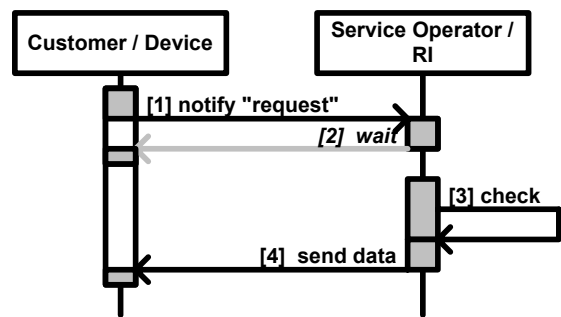 Customer / Device
Service Operator /
RI
[1] notify "request"
[2] wait
[3] check
[4] send data